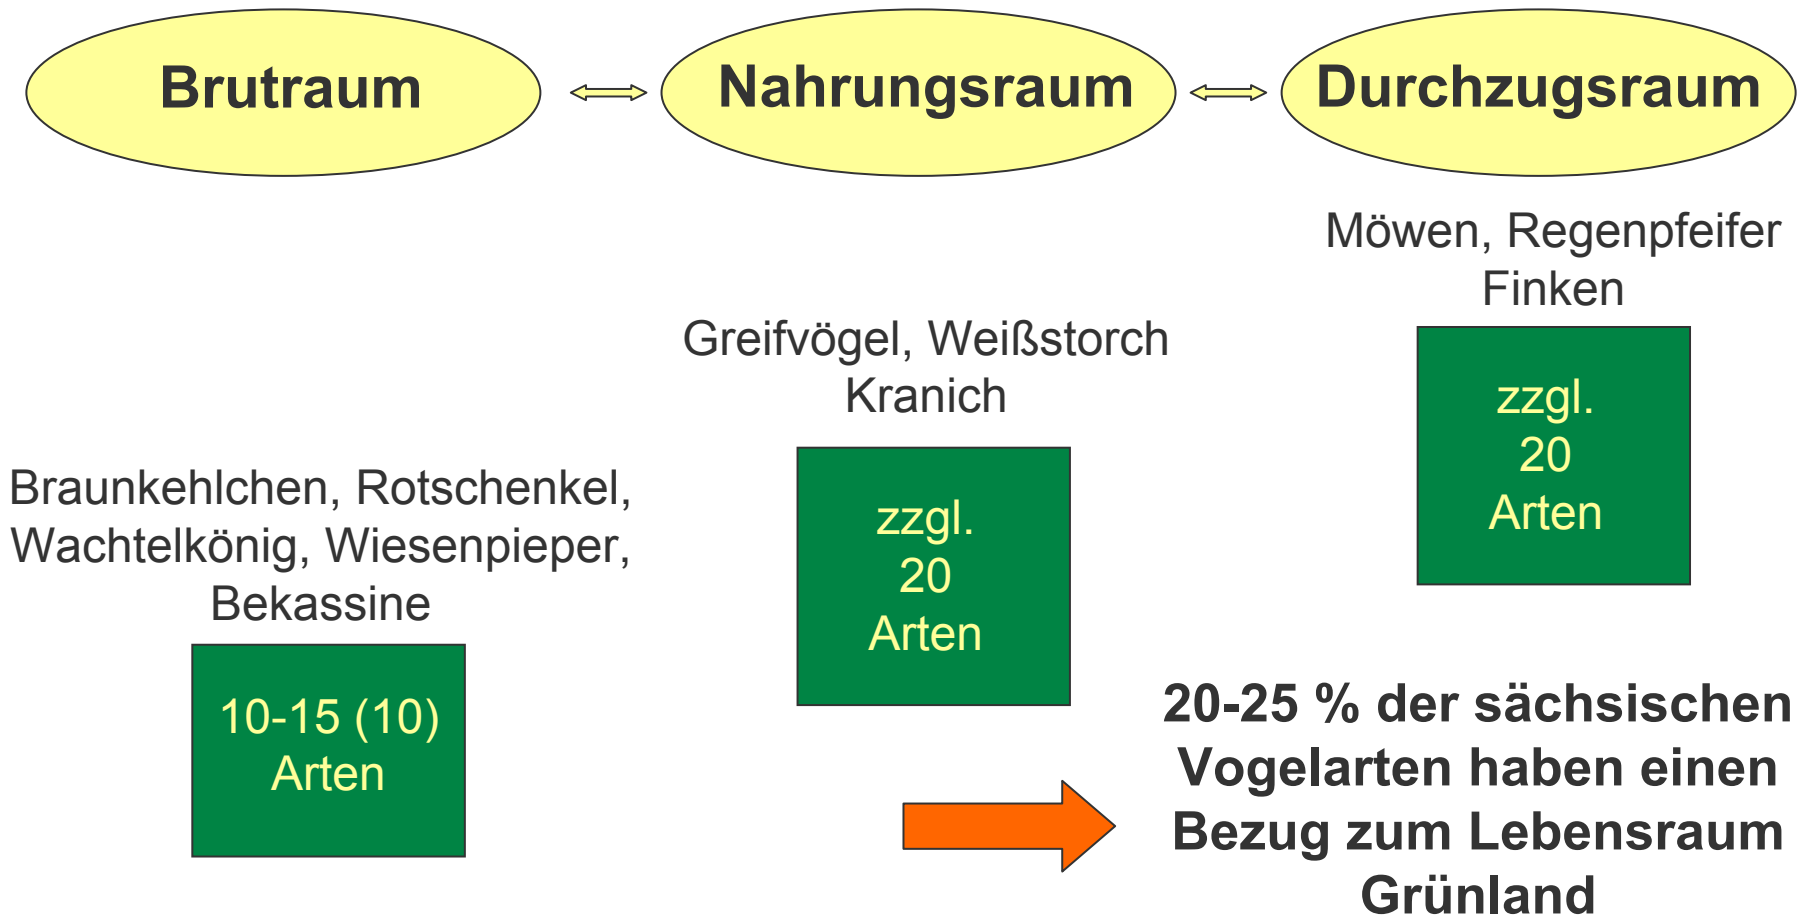 Brutraum
Nahrungsraum
Durchzugsraum
Möwen, Regenpfeifer
Finken
zzgl.
20
Arten
Greifvögel, Weißstorch
Kranich
zzgl.
20
Arten
Braunkehlchen, Rotschenkel,
Wachtelkönig, Wiesenpieper,
Bekassine
10-15 (10)
Arten
20-25 % der sächsischen
Vogelarten haben einen
Bezug zum Lebensraum
Grünland